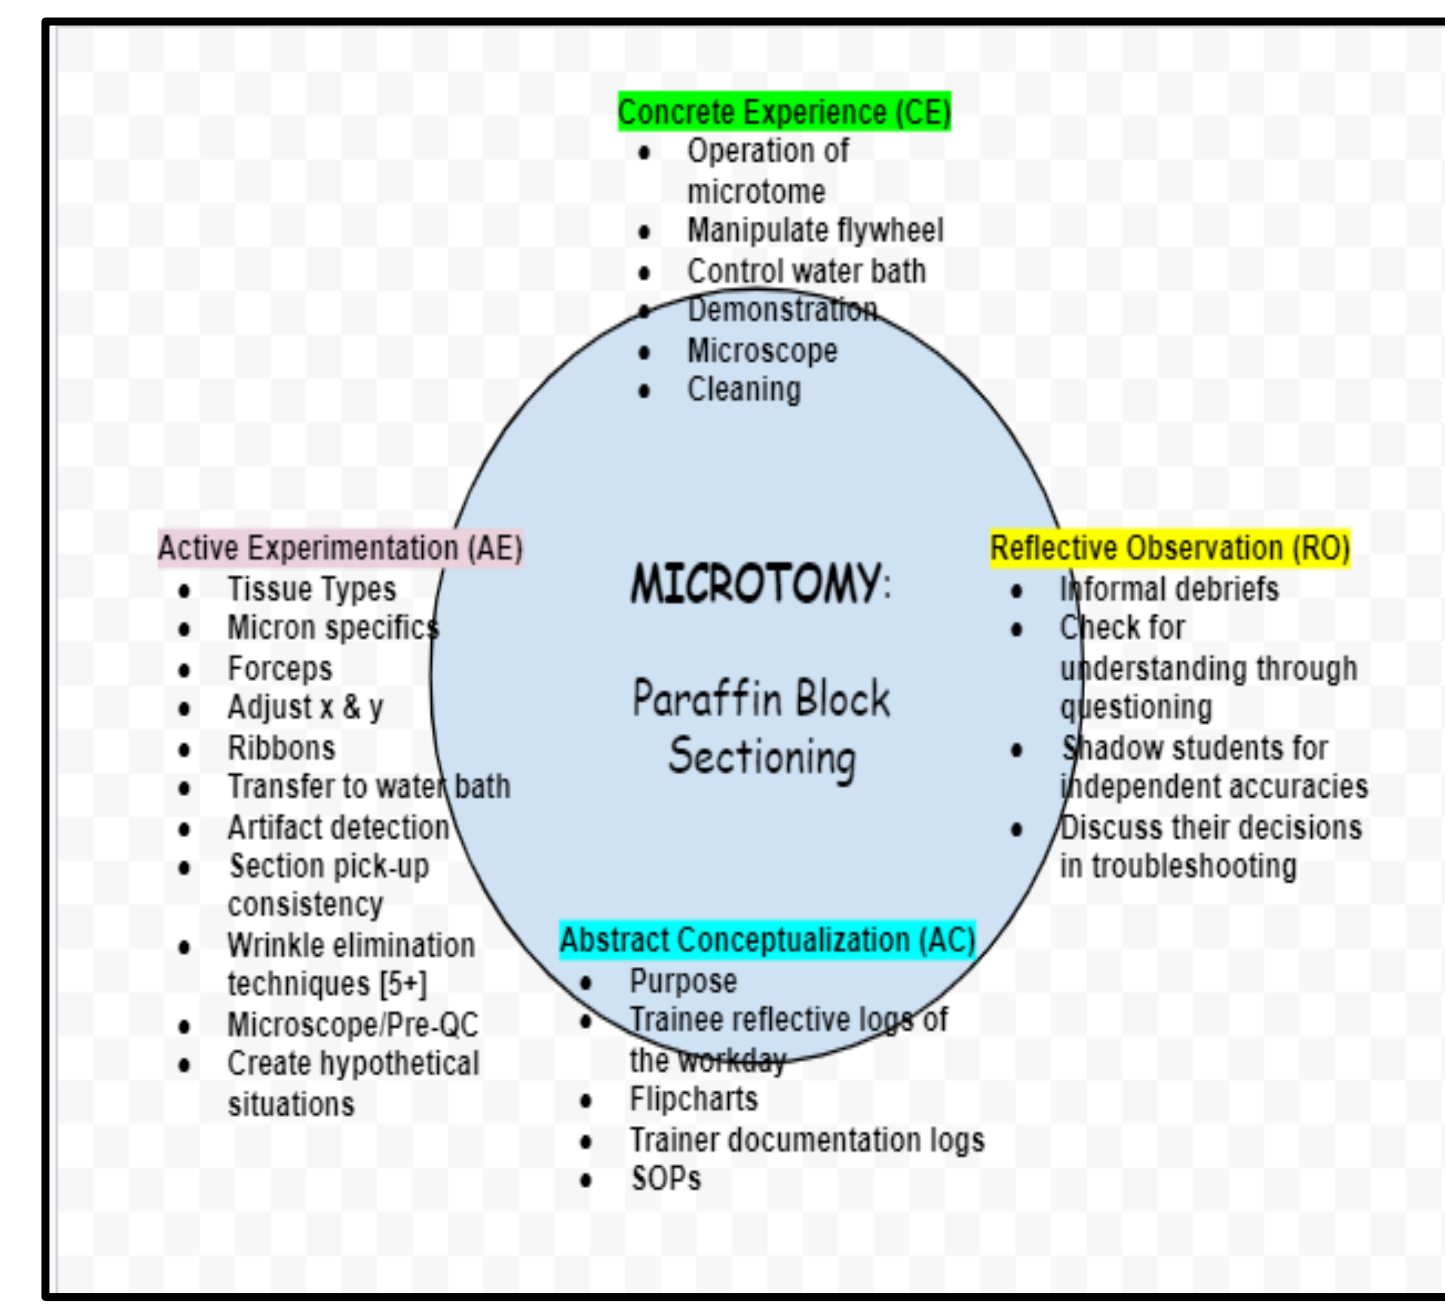 Concrete Experience (CE)
● Operation of
microtome
● Manipulate flywheel
● Control water bath
● Demonstration
● Microscope
● Cleaning
Active Experimentation (AE)
● Tissue Types
● Micron specifics
● Forceps
● Adjust x & y
● Ribbons
● Transfer to water bath
● Artifact detection
● Section pick-up
consistency
● Wrinkle elimination
techniques [5+]
● Microscope/Pre-QC
● Create hypothetical
situations
MICROTOMY:
Paraffin Block
Sectioning
Reflective Observation (RO)
● Informal debriefs
● Check for
understanding through
questioning
● Shadow students for
independent accuracies
● Discuss their decisions
in troubleshooting
Abstract Conceptualization (AC)
● Purpose
● Trainee reflective logs of
the workday
● Flipcharts
● Trainer documentation logs
● SOPs